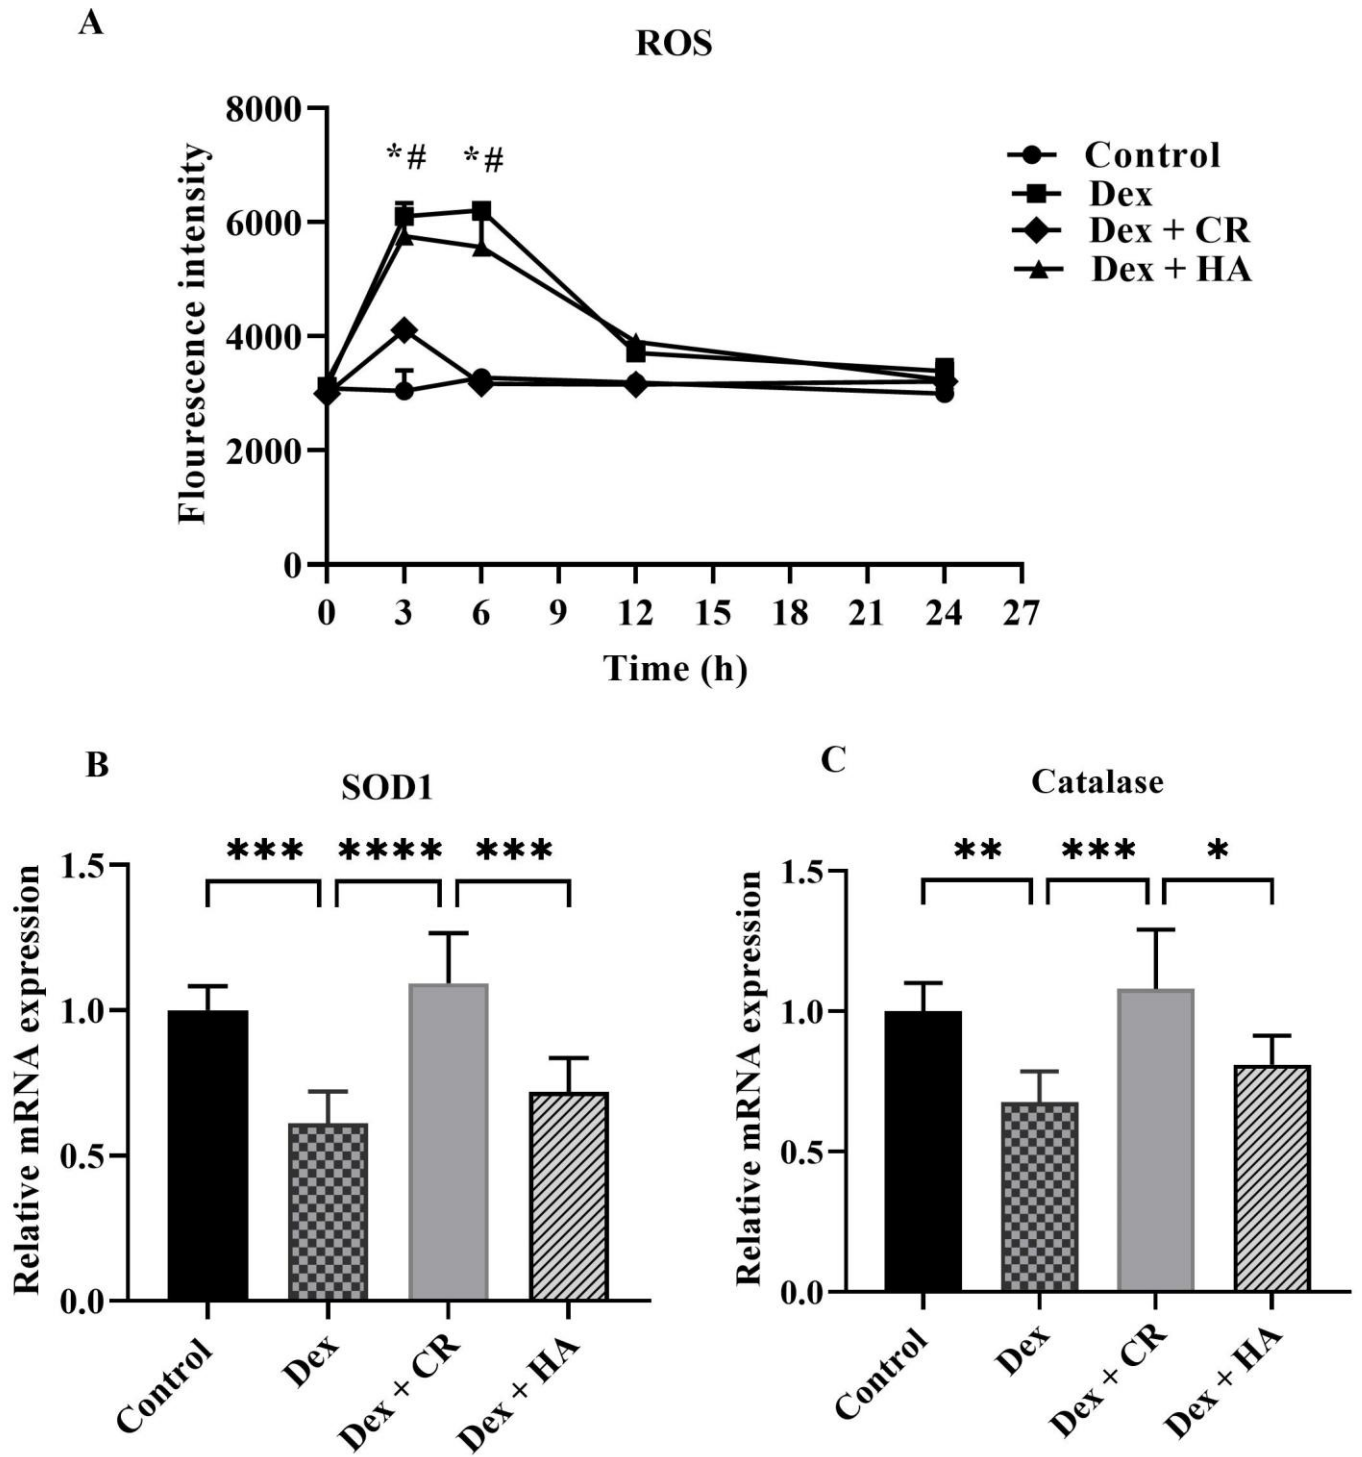 A
ROS
8000
6000
4000
2000
0
Flourescence intensity
*# *#
Control
Dex
Dex + CR
Dex + HA
0 3 6 9 12 15 18 21 24 27
Time (h)
B
SOD1
*** **** ***
1.5
1.0
0.5
0.0
Relative mRNA expression
Control
Dex
Dex + CR
Dex + HA
C
Catalase
** *** *
1.5
1.0
0.5
0.0
Relative mRNA expression
Control
Dex
Dex + CR
Dex + HA